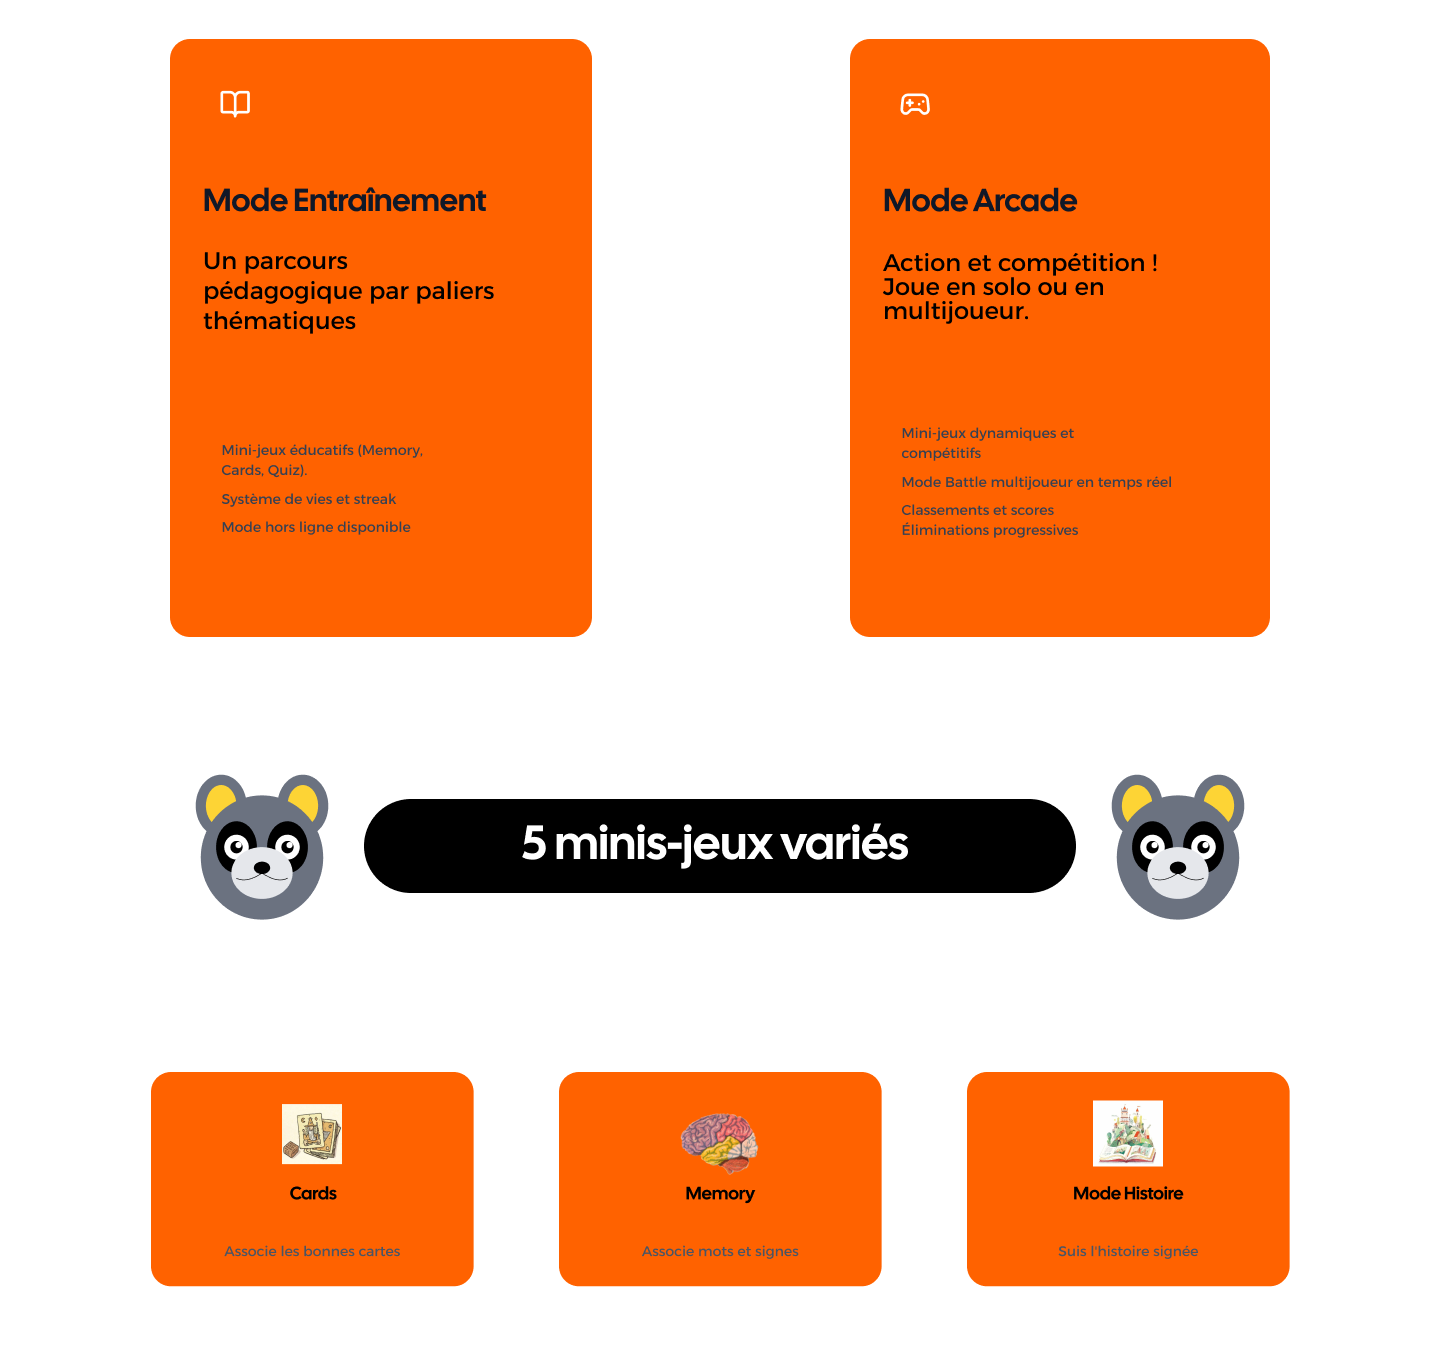 Mode Entraînement
Un parcours
pédagogique par paliers
thématiques
Mini-jeux éducatifs (Memory,
Cards, Quiz).
Système de vies et streak
Mode hors ligne disponible
Mode Arcade
Action et compétition !
Joue en solo ou en
multijoueur.
Mini-jeux dynamiques et
compétitifs
Mode Battle multijoueur en temps réel
Classements et scores
Éliminations progressives
5 minis-jeux variés
Cards
Associe les bonnes cartes
Memory
Associe mots et signes
Mode Histoire
Suis l'histoire signée